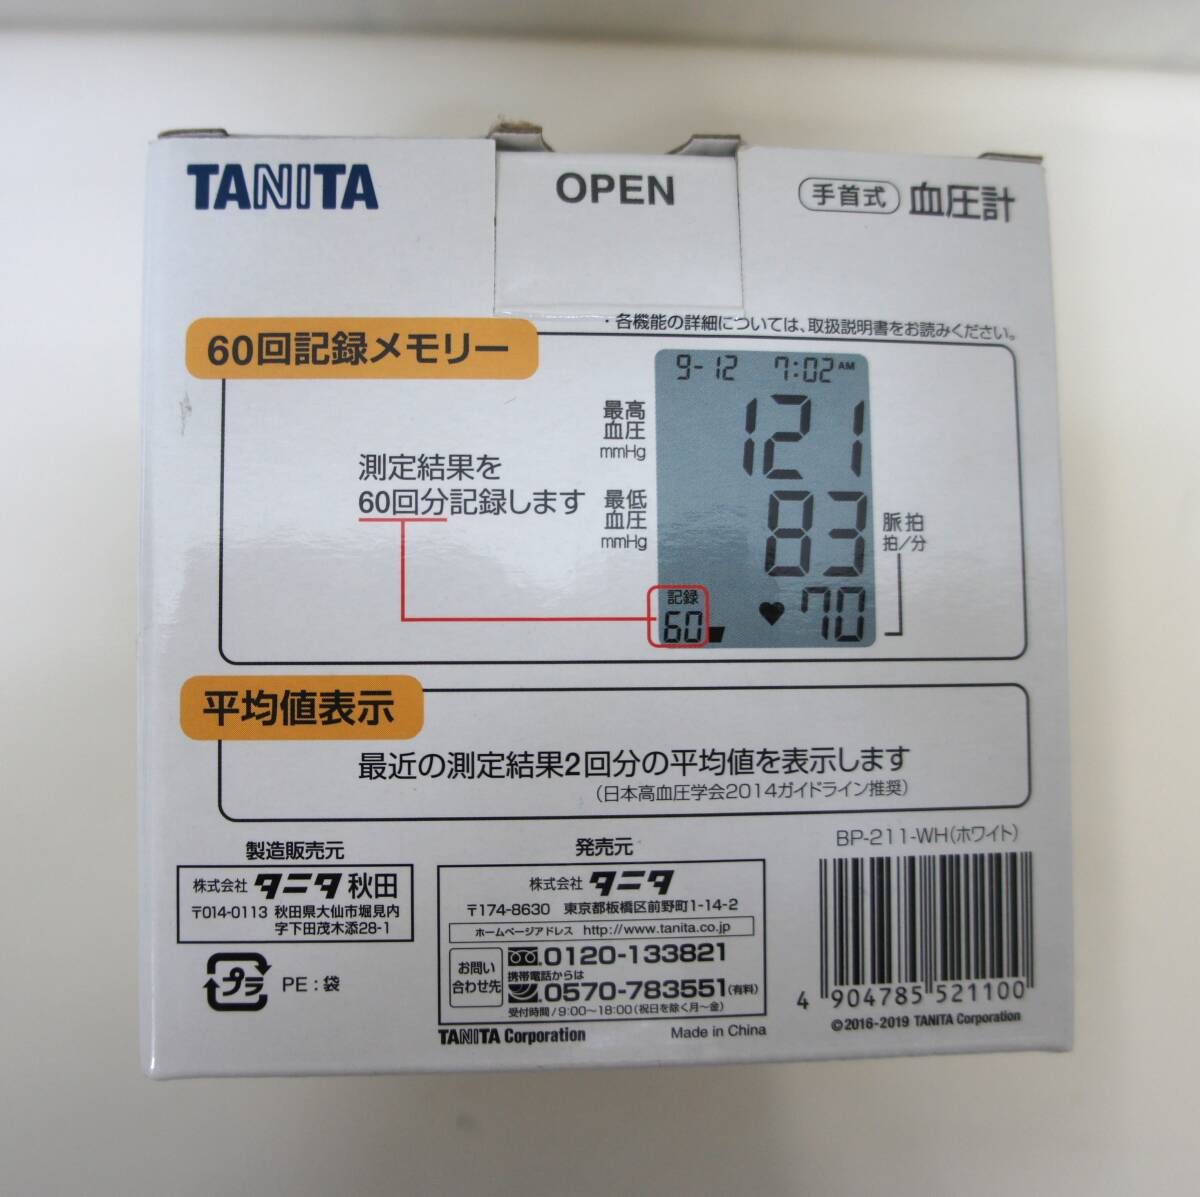 TANITA
OPEN
手首式 血圧計
・各機能の詳細については、取扱説明書をお読みください。
60回記録メモリー
測定結果を
60回分記録します
最高
血圧
mmHg
最低
血圧
mmHg
9-12 7:02 AM
121
83
記録
60
♥70
脈拍
拍/分
平均値表示
最近の測定結果2回分の平均値を表示します
(日本高血圧学会2014ガイドライン推奨)
製造販売元
株式会社 タニタ 秋田
〒014-0113 秋田県大仙市堀見内
字下田茂木添28-1
プラ
PE:袋
発売元
株式会社 タニタ
〒174-8630 東京都板橋区前野町1-14-2
ホームページアドレス http://www.tanita.co.jp
お問い
合わせ先
0120-133821
携帯電話からは
0570-783551(有料)
受付時間/9:00~18:00(祝日を除く月~金)
TANITA Corporation
Made in China
BP-211-WH(ホワイト)
4 904785 521100
©2016-2019 TANITA Corporation